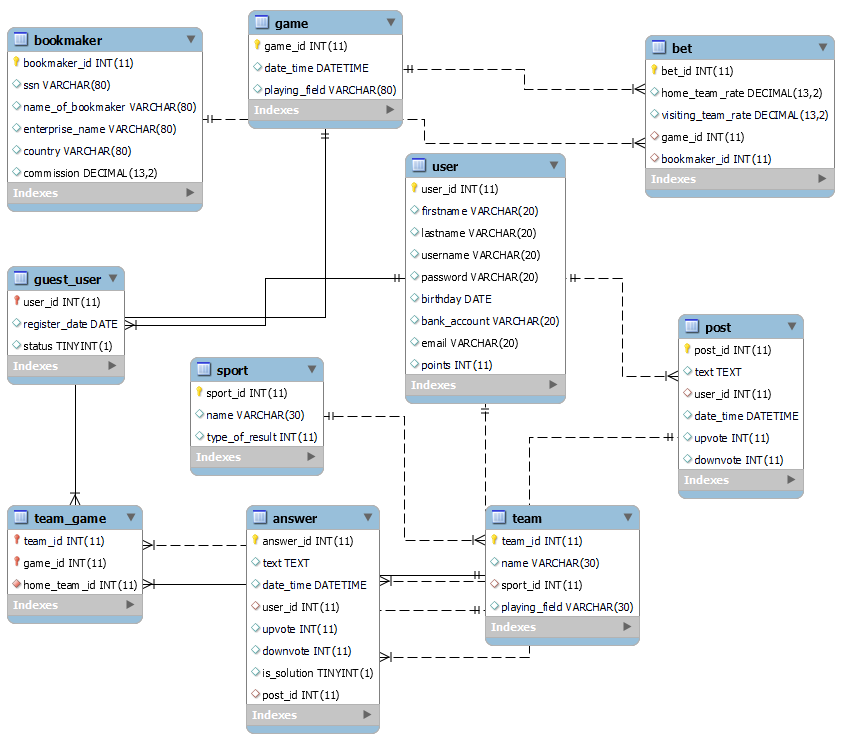 bookmaker
bookmaker_id INT(11)
ssn VARCHAR(80)
name_of_bookmaker VARCHAR(80)
enterprise_name VARCHAR(80)
country VARCHAR(80)
commission DECIMAL(13,2)
Indexes
game
game_id INT(11)
date_time DATETIME
playing_field VARCHAR(80)
Indexes
bet
bet_id INT(11)
home_team_rate DECIMAL(13,2)
visiting_team_rate DECIMAL(13,2)
game_id INT(11)
bookmaker_id INT(11)
Indexes
user
user_id INT(11)
firstname VARCHAR(20)
lastname VARCHAR(20)
username VARCHAR(20)
password VARCHAR(20)
birthday DATE
bank_account VARCHAR(20)
email VARCHAR(20)
points INT(11)
Indexes
guest_user
user_id INT(11)
register_date DATE
status TINYINT(1)
Indexes
sport
sport_id INT(11)
name VARCHAR(30)
type_of_result INT(11)
Indexes
post
post_id INT(11)
text TEXT
user_id INT(11)
date_time DATETIME
upvote INT(11)
downvote INT(11)
Indexes
team_game
team_id INT(11)
game_id INT(11)
home_team_id INT(11)
Indexes
answer
answer_id INT(11)
text TEXT
date_time DATETIME
user_id INT(11)
upvote INT(11)
downvote INT(11)
is_solution TINYINT(1)
post_id INT(11)
Indexes
team
team_id INT(11)
name VARCHAR(30)
sport_id INT(11)
playing_field VARCHAR(30)
Indexes